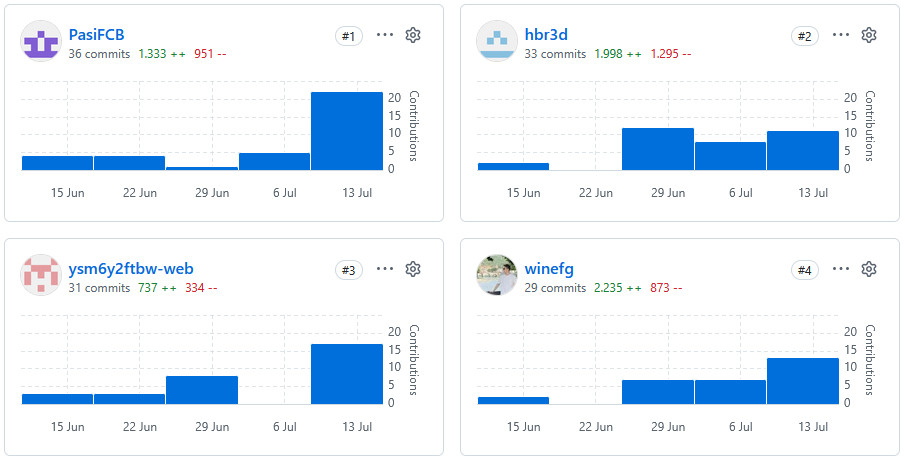 PasiFCB
#1
36 commits 1.333 ++ 951 --
20
15
10
5
0
Contributions
15 Jun 22 Jun 29 Jun 6 Jul 13 Jul
hbr3d
#2
33 commits 1.998 ++ 1.295 --
20
15
10
5
0
Contributions
15 Jun 22 Jun 29 Jun 6 Jul 13 Jul
ysm6y2ftbw-web
#3
31 commits 737 ++ 334 --
20
15
10
5
0
Contributions
15 Jun 22 Jun 29 Jun 6 Jul 13 Jul
winefg
#4
29 commits 2.235 ++ 873 --
20
15
10
5
0
Contributions
15 Jun 22 Jun 29 Jun 6 Jul 13 Jul